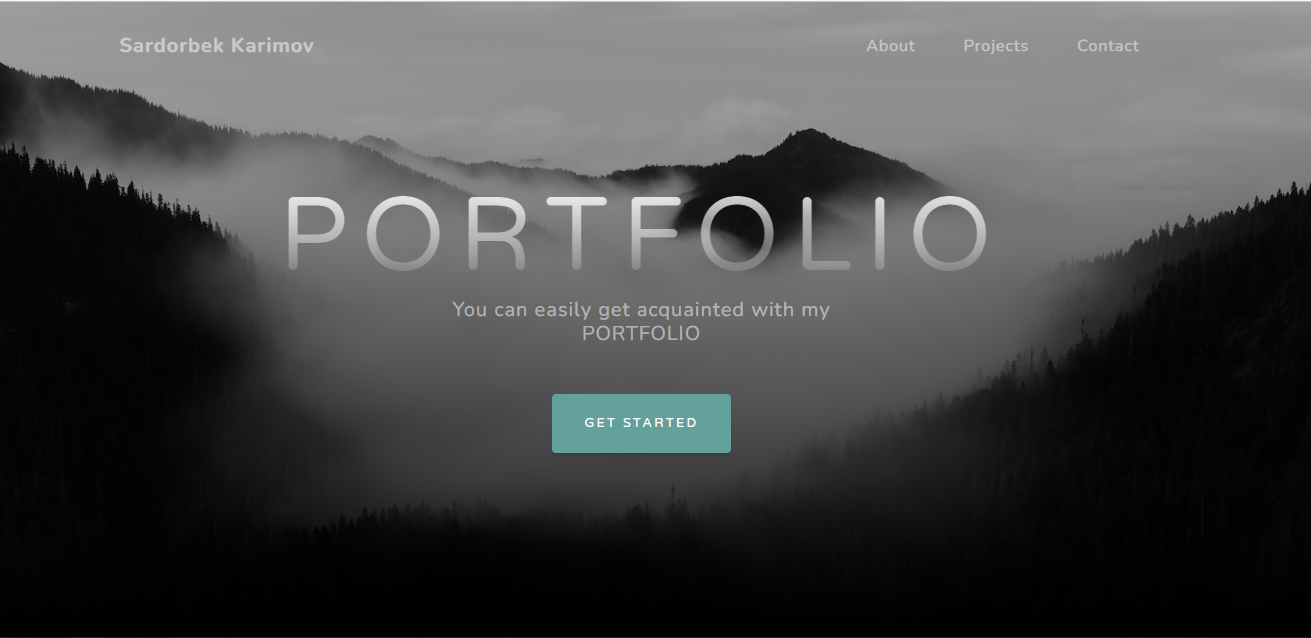 Sardorbek Karimov
About
Projects
Contact
PORTFOLIO
You can easily get acquainted with my
PORTFOLIO
GET STARTED